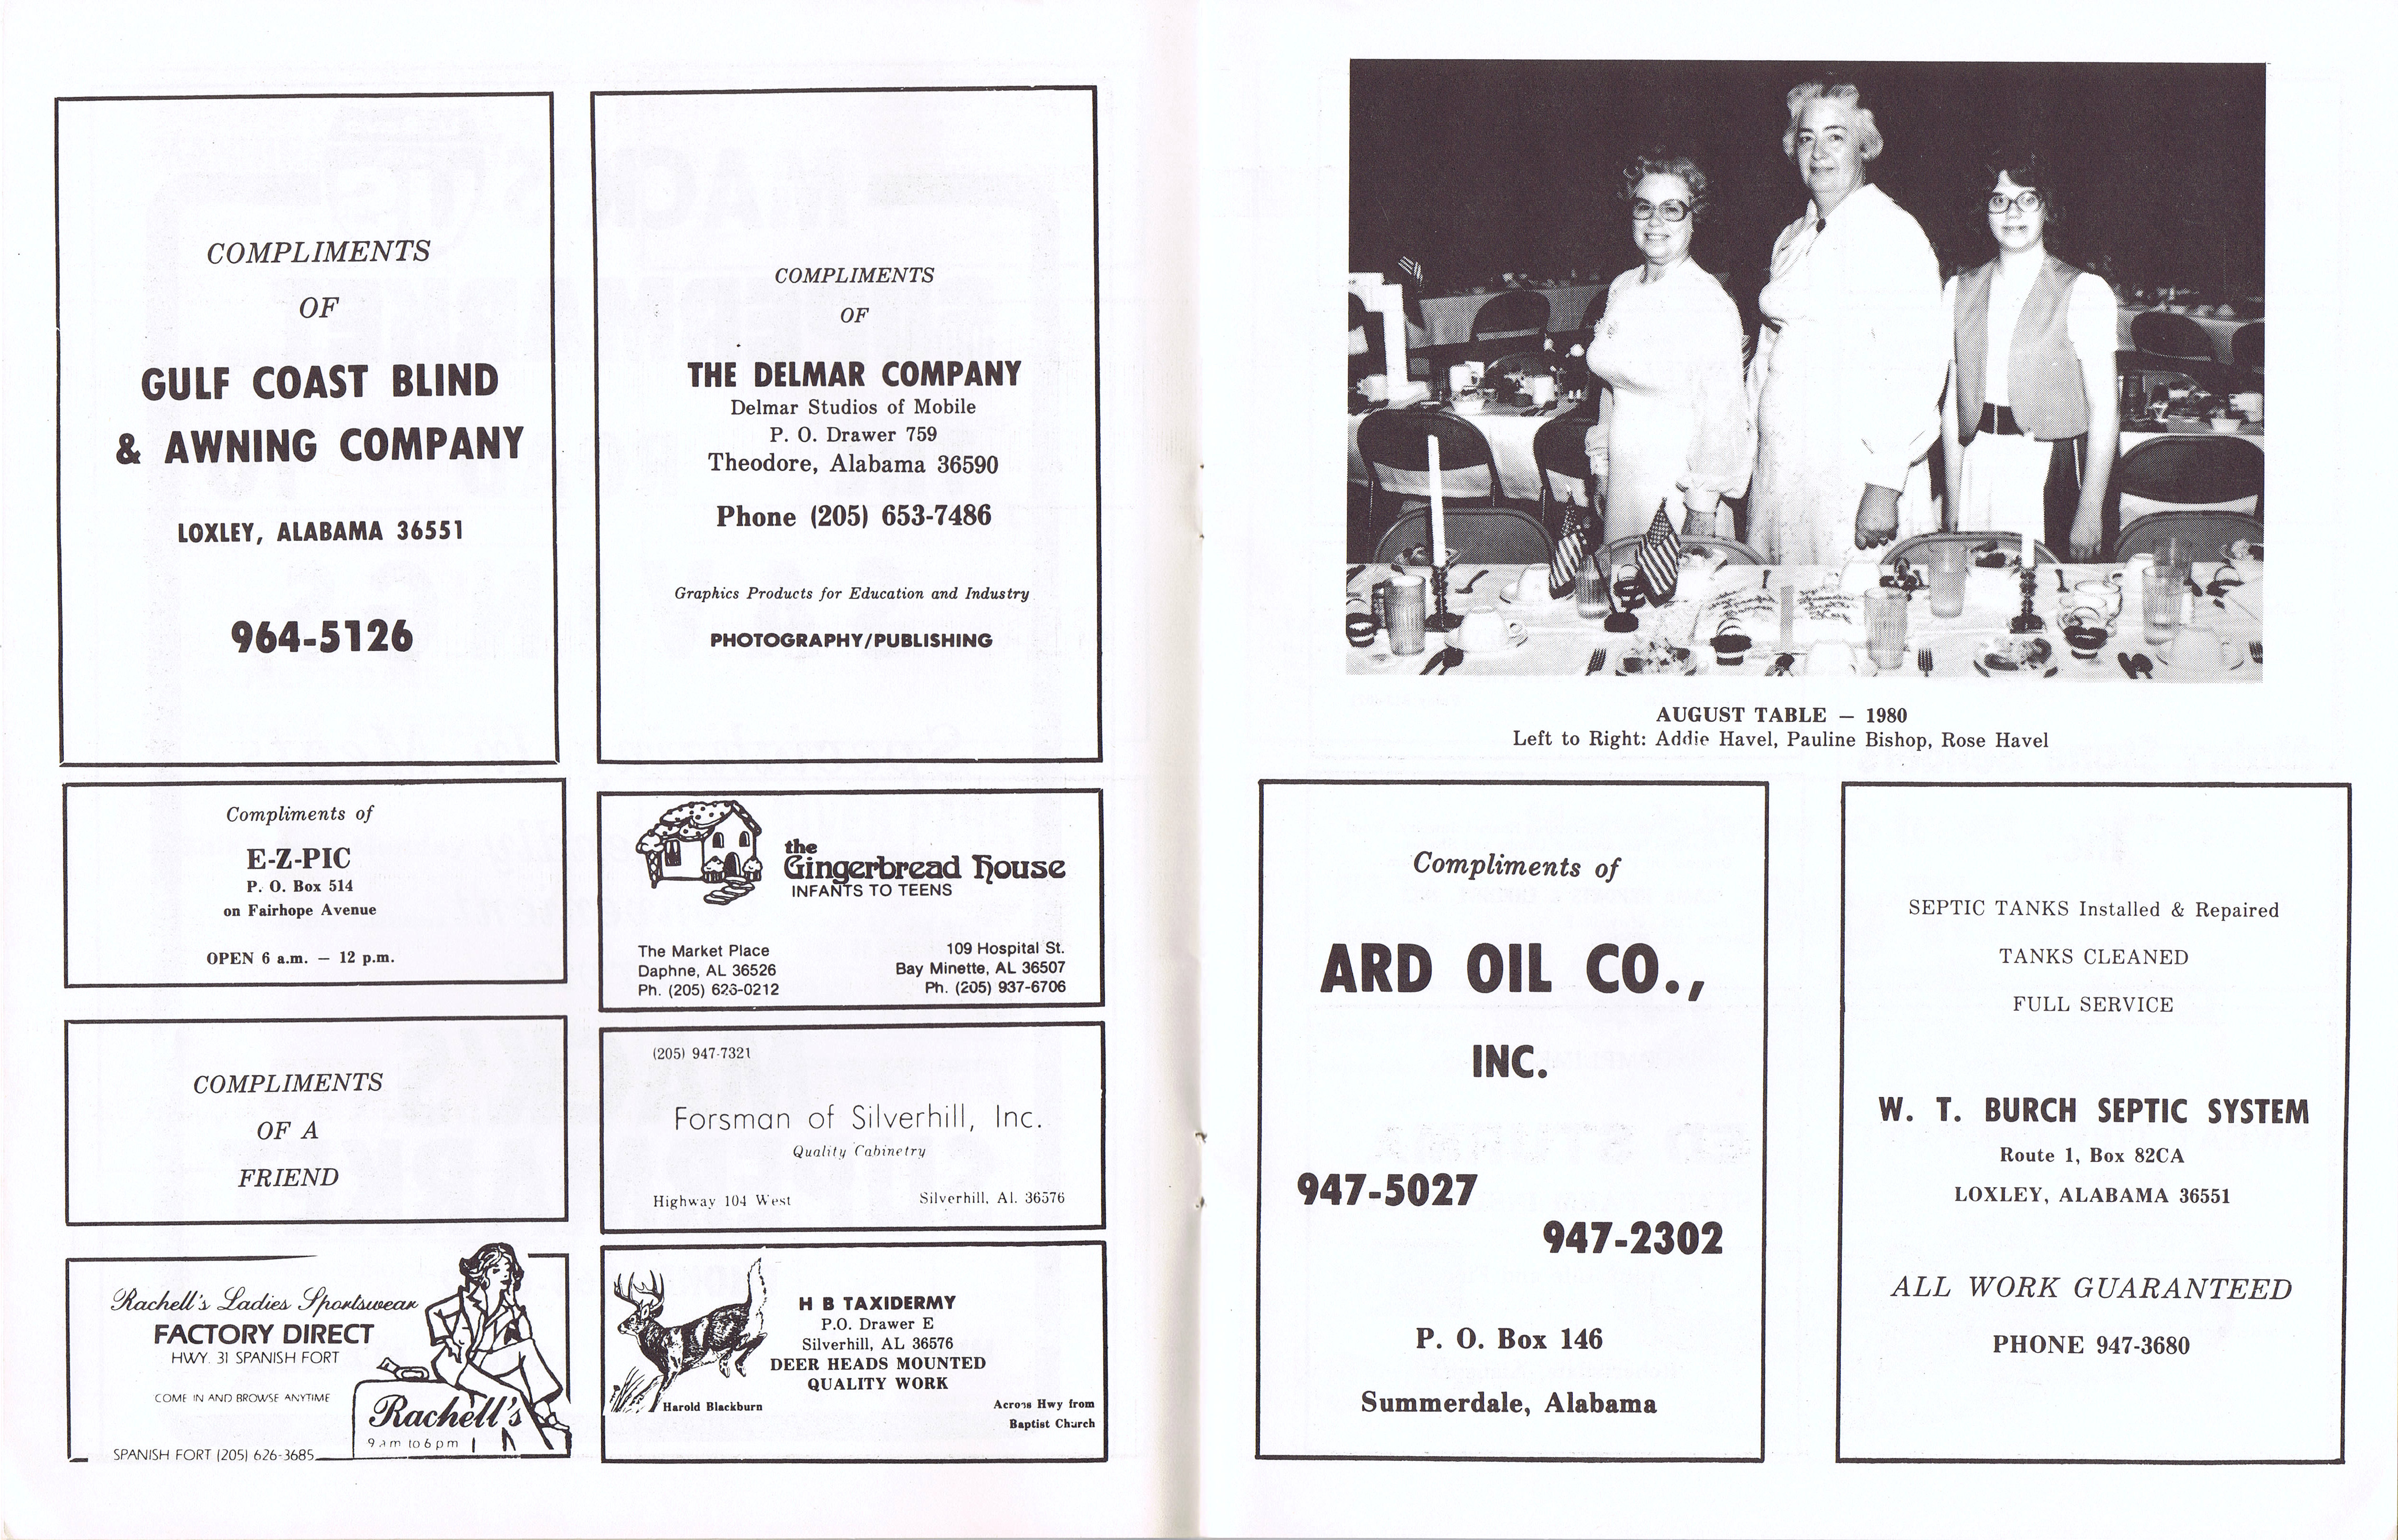 COMPLIMENTS
OF
GULF COAST BLIND
& AWNING COMPANY
LOXLEY, ALABAMA 36551
964-5126
COMPLIMENTS
OF
THE DELMAR COMPANY
Delmar Studios of Mobile
P. O. Drawer 759
Theodore, Alabama 36590
Phone (205) 653-7486
Graphics Products for Education and Industry
PHOTOGRAPHY/PUBLISHING
Compliments of
E-Z-PIC
P. O. Box 514
on Fairhope Avenue
OPEN 6 a.m. — 12 p.m.
the
Gingerbread House
INFANTS TO TEENS
The Market Place
Daphne, AL 36526
Ph. (205) 626-0212
109 Hospital St.
Bay Minette, AL 36507
Ph. (205) 937-6706
COMPLIMENTS
OF A
FRIEND
(205) 947-7321
Forsman of Silverhill, Inc.
Quality Cabinetry
Highway 104 West
Silverhill, Al. 36576
Rachell's Ladies Sportswear
FACTORY DIRECT
HWY. 31 SPANISH FORT
COME IN AND BROWSE ANYTIME
Rachell's
9 am to 6 pm
SPANISH FORT (205) 626-3685
H B TAXIDERMY
P.O. Drawer E
Silverhill, AL 36576
DEER HEADS MOUNTED
QUALITY WORK
Harold Blackburn
Across Hwy from
Baptist Church
AUGUST TABLE — 1980
Left to Right: Addie Havel, Pauline Bishop, Rose Havel
Compliments of
ARD OIL CO.,
INC.
947-5027
947-2302
P. O. Box 146
Summerdale, Alabama
SEPTIC TANKS Installed & Repaired
TANKS CLEANED
FULL SERVICE
W. T. BURCH SEPTIC SYSTEM
Route 1, Box 82CA
LOXLEY, ALABAMA 36551
ALL WORK GUARANTEED
PHONE 947-3680